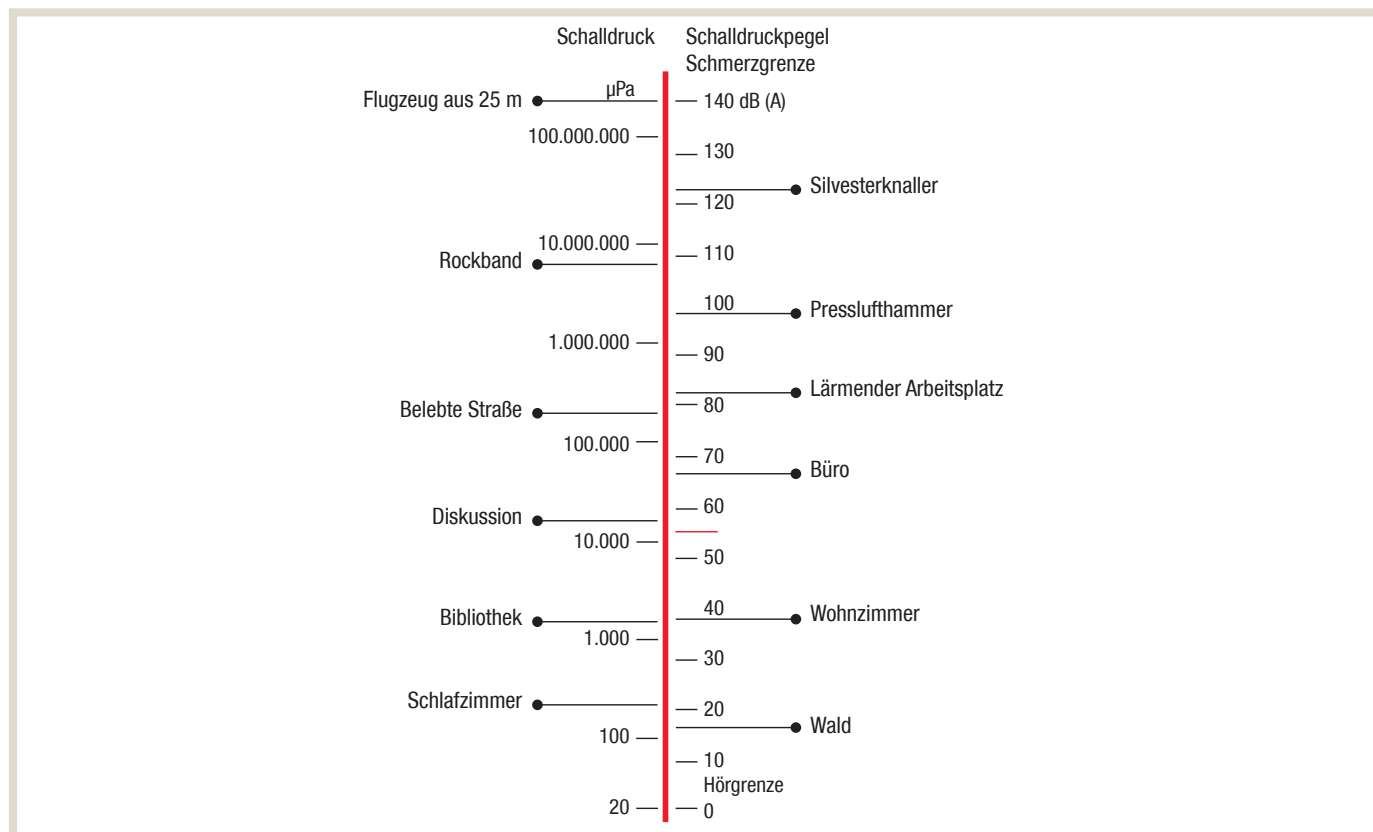 Schalldruck
Schalldruckpegel
Schmerzgrenze
µPa
Flugzeug aus 25 m
140 dB (A)
100.000.000
130
Silvesterknaller
120
10.000.000
110
Rockband
100
Presslufthammer
1.000.000
90
Lärmender Arbeitsplatz
80
Belebte Straße
100.000
70
Büro
60
Diskussion
10.000
50
40
Wohnzimmer
Bibliothek
1.000
30
Schlafzimmer
20
Wald
100
10
Hörgrenze
20
0